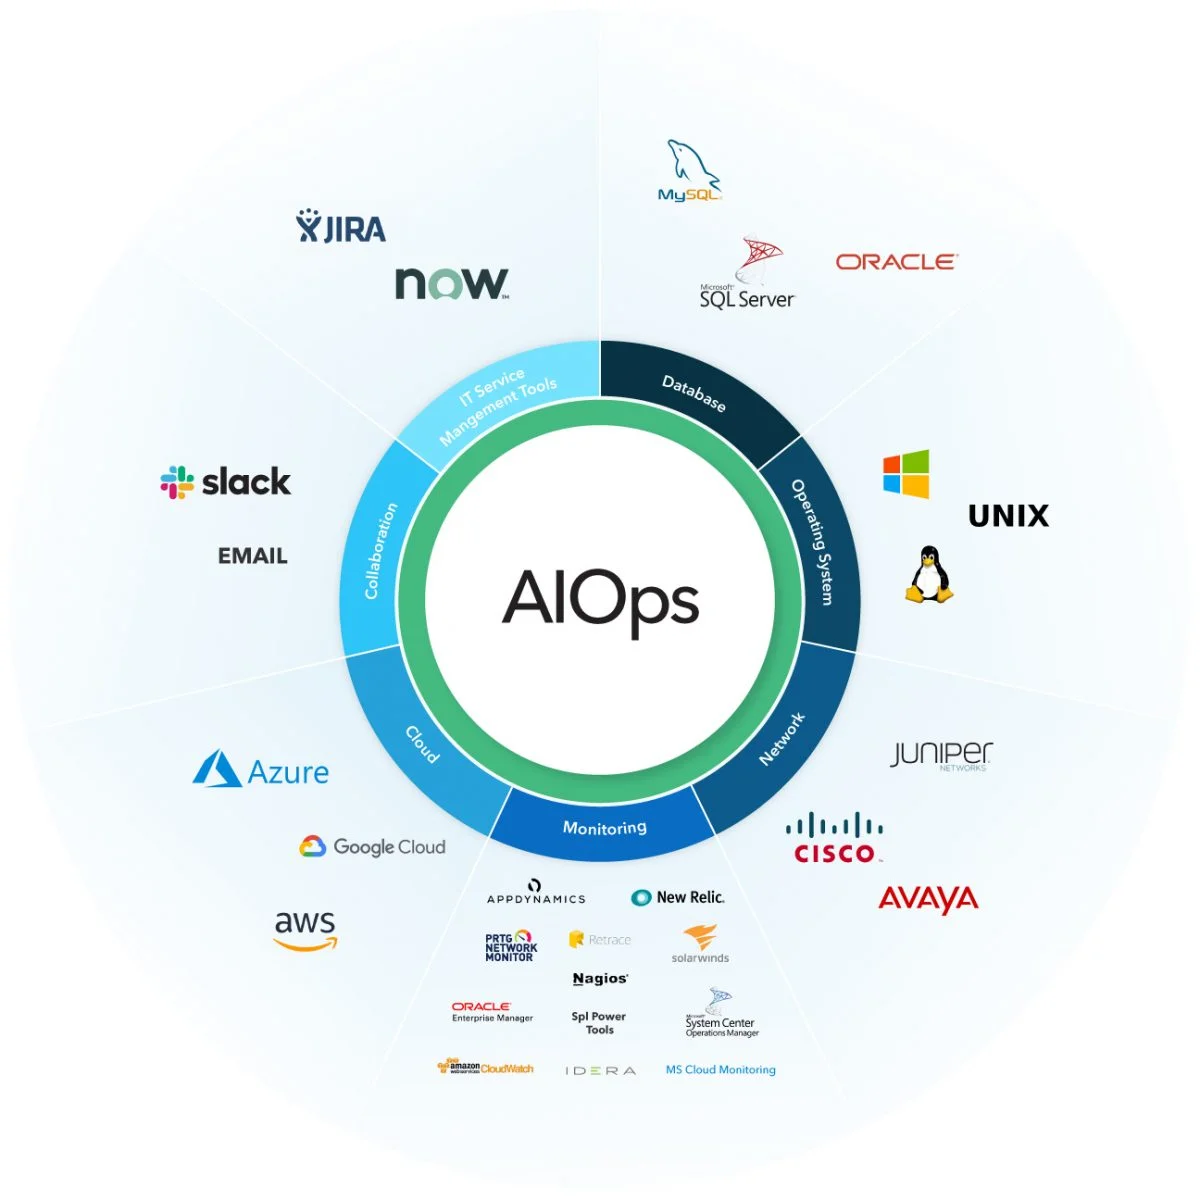 MySQL®
JIRA
now™
ORACLE®
Microsoft®
SQL Server
IT Service
Mangement Tools
Database
slack
EMAIL
Collaboration
Operating System
UNIX
AIOps
Cloud
Network
Monitoring
Azure
JUNIPER
NETWORKS
Google Cloud
CISCO™
aws
AVAYA
APPDYNAMICS
New Relic.
PRTG
NETWORK
MONITOR
Retrace
solarwinds
Nagios®
ORACLE®
Enterprise Manager
Spl Power
Tools
Microsoft®
System Center
Operations Manager
amazon
webservices
CloudWatch
IDERA
MS Cloud Monitoring